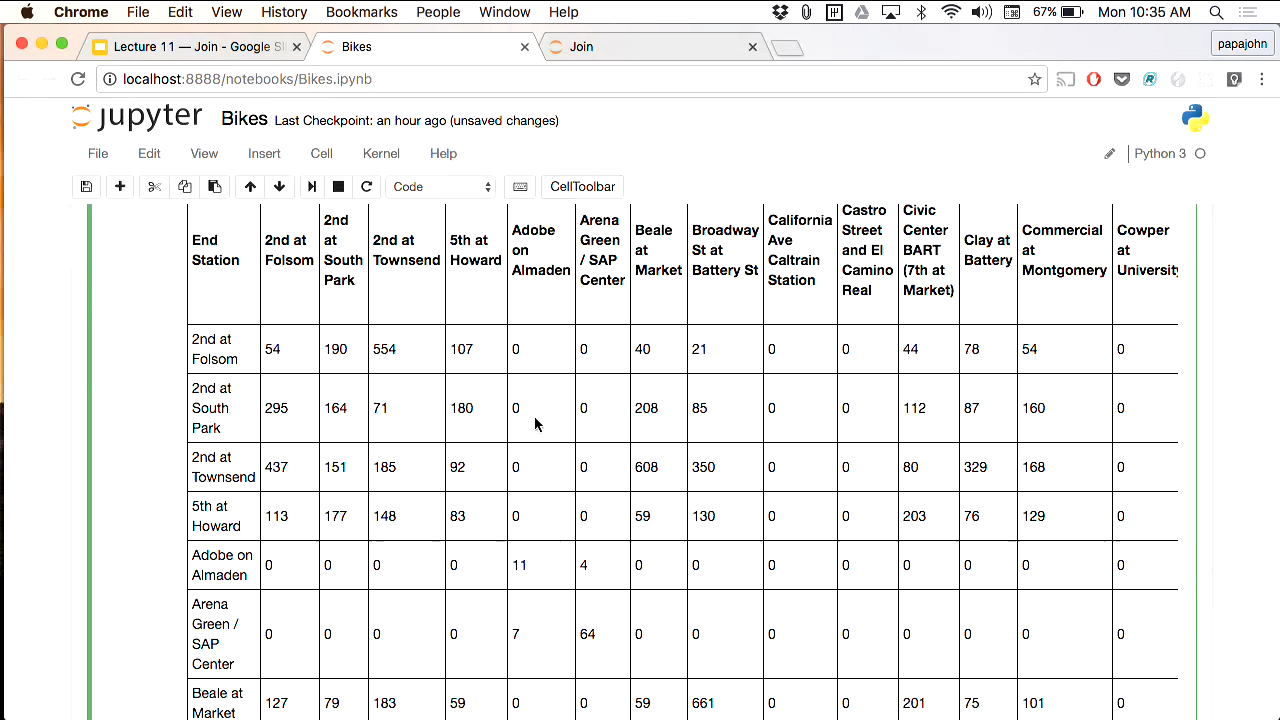 Chrome File Edit View History Bookmarks People Window Help 67% Mon 10:35 AM
Lecture 11 — Join - Google Sl Bikes Join papajohn
localhost:8888/notebooks/Bikes.ipynb
jupyter Bikes Last Checkpoint: an hour ago (unsaved changes)
File Edit View Insert Cell Kernel Help Python 3
Code CellToolbar
End Station 2nd at Folsom 2nd at South Park 2nd at Townsend 5th at Howard Adobe on Almaden Arena Green / SAP Center Beale at Market Broadway St at Battery St California Ave Caltrain Station Castro Street and El Camino Real Civic Center BART (7th at Market) Clay at Battery Commercial at Montgomery Cowper at University
2nd at Folsom 54 190 554 107 0 0 40 21 0 0 44 78 54 0
2nd at South Park 295 164 71 180 0 0 208 85 0 0 112 87 160 0
2nd at Townsend 437 151 185 92 0 0 608 350 0 0 80 329 168 0
5th at Howard 113 177 148 83 0 0 59 130 0 0 203 76 129 0
Adobe on Almaden 0 0 0 0 11 4 0 0 0 0 0 0 0 0
Arena Green / SAP Center 0 0 0 0 7 64 0 0 0 0 0 0 0 0
Beale at Market 127 79 183 59 0 0 59 661 0 0 201 75 101 0